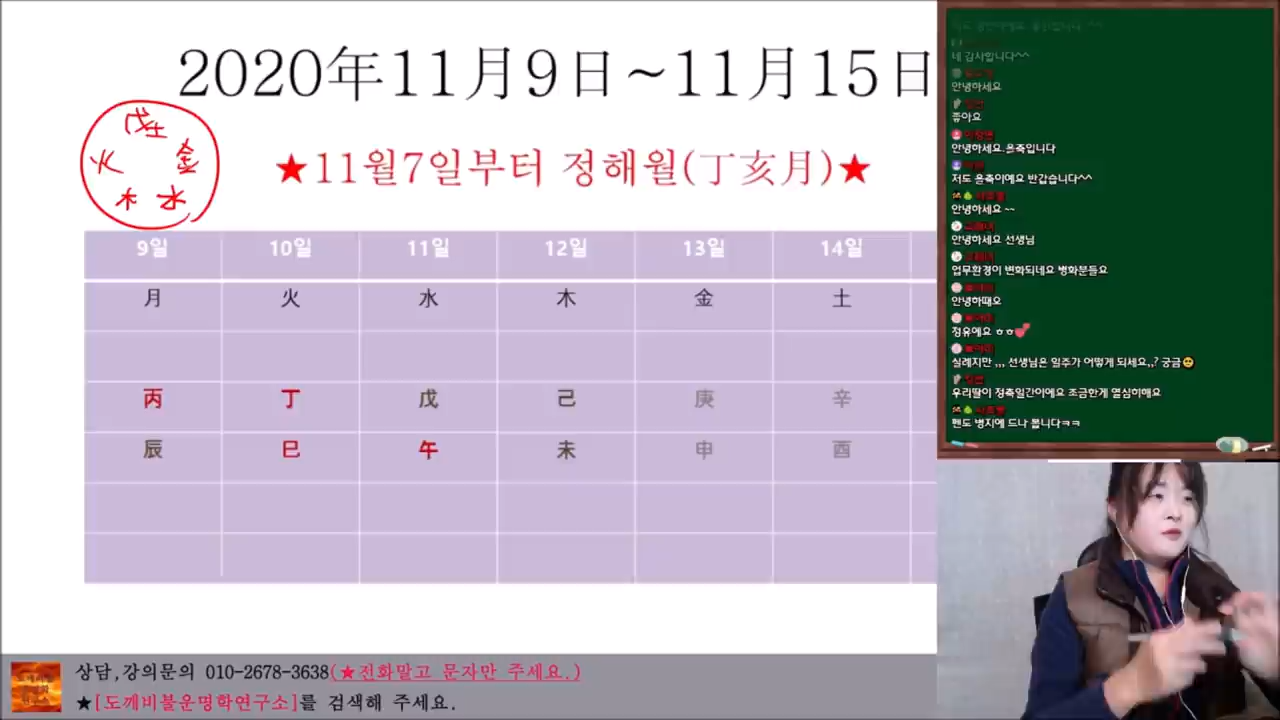 2020年11月9日~11月15日
★11월7일부터 정해월(丁亥月)★
戊土
火 金
木 水
9일 10일 11일 12일 13일 14일
月 火 水 木 金 土
丙 丁 戊 己 庚 辛
辰 巳 午 未 申 酉
네 감사합니다^^
안녕하세요
좋아요
안녕하세요.윤축입니다
저도 윤축이예요 반갑습니다^^
안녕하세요 ~~
안녕하세요 선생님
업무환경이 변화되네요 병화분들요
안녕하때요
정유에요 ㅎㅎ💕
실례지만 ,,, 선생님은 일주가 어떻게 되세요,,? 궁금
우리딸이 정축일간이에요 조금한게 열심히해요
핸도 병지에 드나 봅니다ㅋㅋ
상담,강의문의 010-2678-3638(★전화말고 문자만 주세요.)
★[도깨비불운명학연구소]를 검색해 주세요.